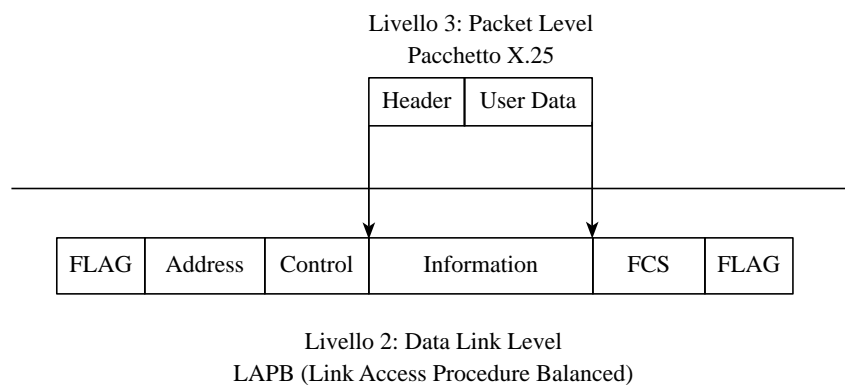 Livello 3: Packet Level
Pacchetto X.25
Header User Data
FLAG Address Control Information FCS FLAG
Livello 2: Data Link Level
LAPB (Link Access Procedure Balanced)